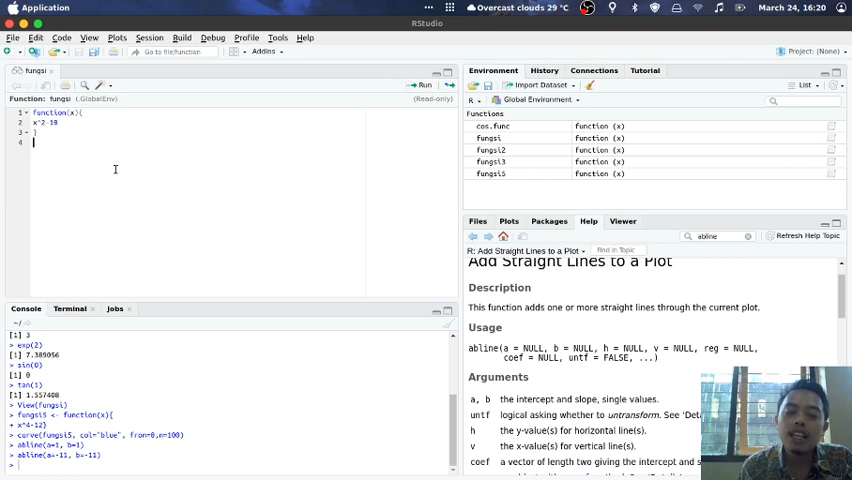 Application
Overcast clouds 29 °C
March 24, 16:20
RStudio
File Edit Code View Plots Session Build Debug Profile Tools Help
Go to file/function
Addins
Project: (None)
fungsi
Run
Function: fungsi (.GlobalEnv)
(Read-only)
1 function(x){
2 x^2-10
3 }
4
Environment History Connections Tutorial
Import Dataset
List
R Global Environment
Functions
cos.func function (x)
fungsi function (x)
fungsi2 function (x)
fungsi3 function (x)
fungsi5 function (x)
Files Plots Packages Help Viewer
abline
Refresh Help Topic
R: Add Straight Lines to a Plot
Find in Topic
Add Straight Lines to a Plot
Description
This function adds one or more straight lines through the current plot.
Usage
abline(a = NULL, b = NULL, h = NULL, v = NULL, reg = NULL,
coef = NULL, untf = FALSE, ...)
Arguments
a, b the intercept and slope, single values.
untf logical asking whether to untransform. See 'Deta
h the y-value(s) for horizontal line(s).
v the x-value(s) for vertical line(s).
coef a vector of length two giving the intercept and s
Console Terminal Jobs
~/
[1] 3
> exp(2)
[1] 7.389056
> sin(0)
[1] 0
> tan(1)
[1] 1.557408
> View(fungsi)
> fungsi5 <- function(x){
+ x^4-12}
> curve(fungsi5, col="blue", from=0,m=100)
> abline(a=1, b=1)
> abline(a=-11, b=-11)
>